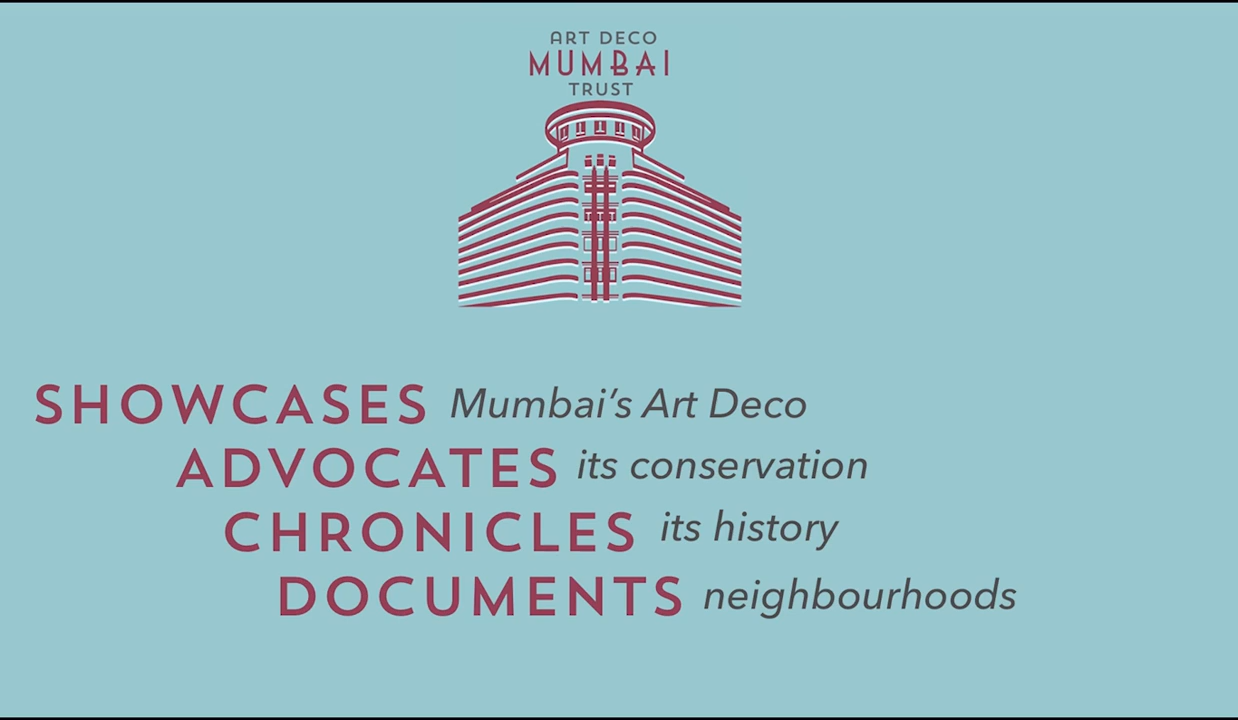 ART DECO
MUMBAI
TRUST
SHOWCASES Mumbai's Art Deco
ADVOCATES its conservation
CHRONICLES its history
DOCUMENTS neighbourhoods